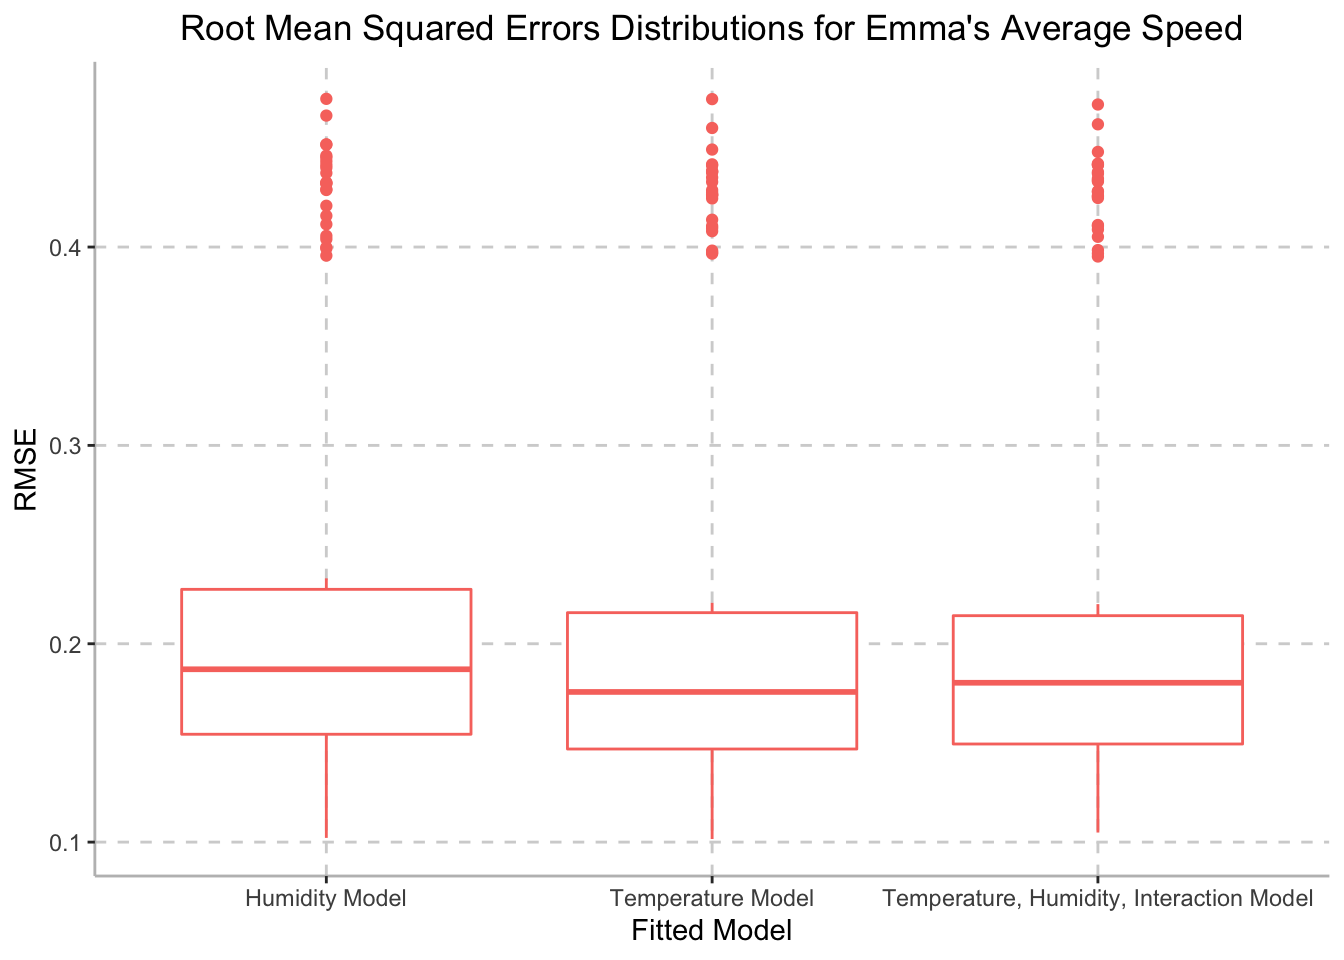 Root Mean Squared Errors Distributions for Emma's Average Speed
RMSE
0.4
0.3
0.2
0.1
Humidity Model
Temperature Model
Temperature, Humidity, Interaction Model
Fitted Model